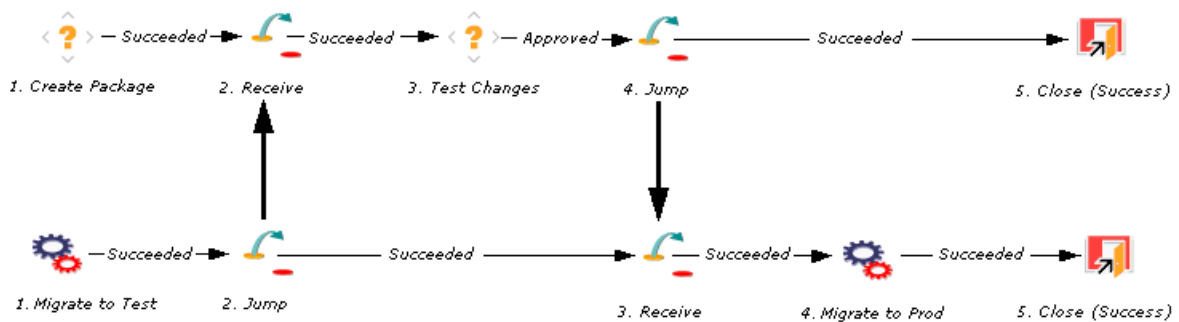 Succeeded
Succeeded
Approved
Succeeded
1. Create Package
2. Receive
3. Test Changes
4. Jump
5. Close (Success)
Succeeded
Succeeded
Succeeded
Succeeded
1. Migrate to Test
2. Jump
3. Receive
4. Migrate to Prod
5. Close (Success)